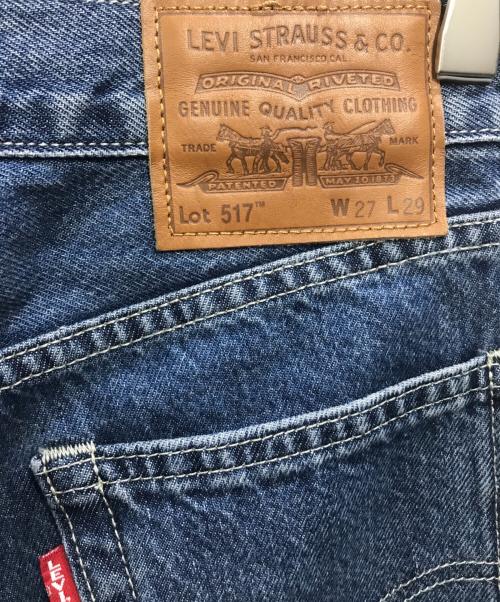 LEVI STRAUSS & CO.
SAN FRANCISCO CAL
ORIGINAL RIVETED
GENUINE QUALITY CLOTHING
TRADE MARK
PATENTED MAY 20 1873
Lot 517™ W 27 L 29
LEVI